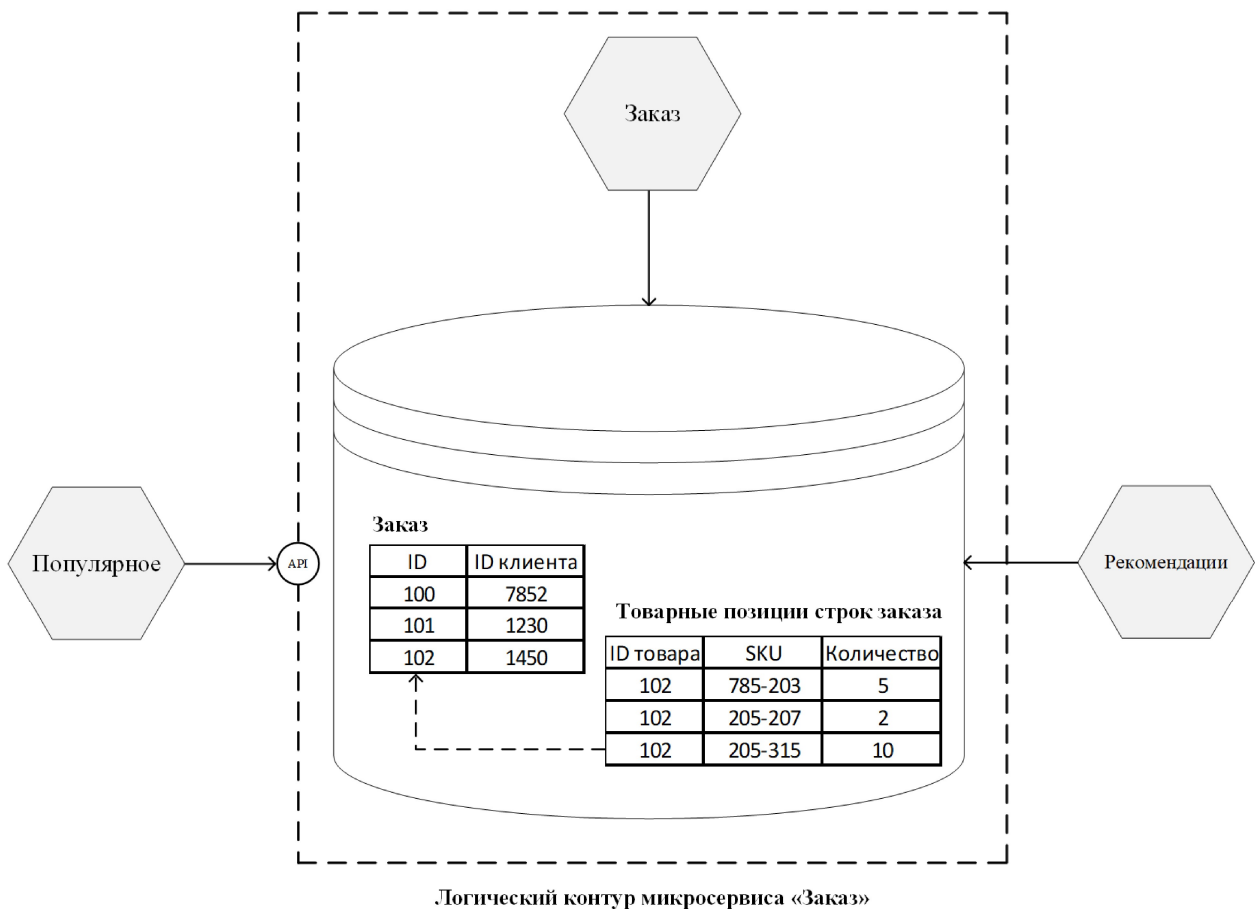 Заказ
Популярное
API
Рекомендации
Заказ
ID ID клиента
100 7852
101 1230
102 1450
Товарные позиции строк заказа
ID товара SKU Количество
102 785-203 5
102 205-207 2
102 205-315 10
Логический контур микросервиса «Заказ»